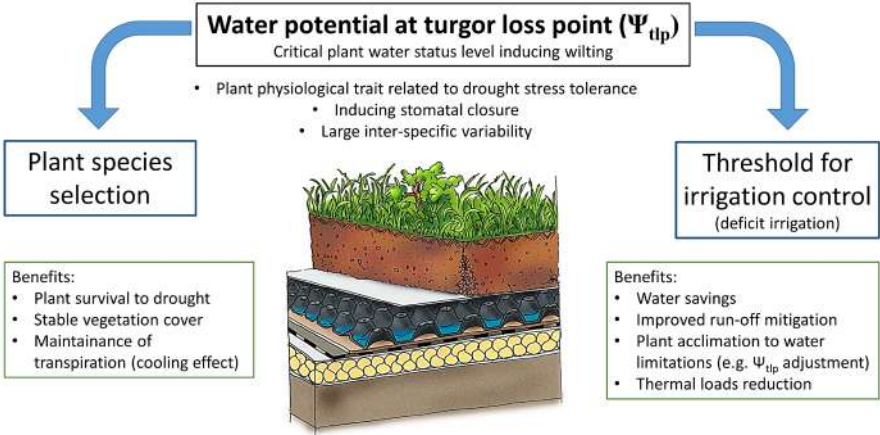 Water potential at turgor loss point (Ψtlp)
Critical plant water status level inducing wilting
• Plant physiological trait related to drought stress tolerance
• Inducing stomatal closure
• Large inter-specific variability
Plant species
selection
Threshold for
irrigation control
(deficit irrigation)
Benefits:
• Plant survival to drought
• Stable vegetation cover
• Maintainance of
transpiration (cooling effect)
Benefits:
• Water savings
• Improved run-off mitigation
• Plant acclimation to water
limitations (e.g. Ψtlp adjustment)
• Thermal loads reduction